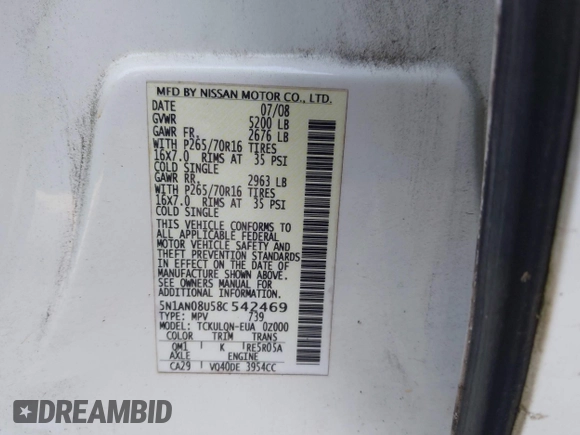 MFD BY NISSAN MOTOR CO., LTD.
DATE 07/08
GVWR 5200 LB
GAWR FR. 2676 LB
WITH P265/70R16 TIRES
16X7.0 RIMS AT 35 PSI
COLD SINGLE
GAWR RR. 2963 LB
WITH P265/70R16 TIRES
16X7.0 RIMS AT 35 PSI
COLD SINGLE
THIS VEHICLE CONFORMS TO
ALL APPLICABLE FEDERAL
MOTOR VEHICLE SAFETY AND
THEFT PREVENTION STANDARDS
IN EFFECT ON THE DATE OF
MANUFACTURE SHOWN ABOVE.
SEE OWNERS MANUAL FOR
ADDITIONAL INFORMATION.
5N1AN08U58C542469
TYPE: MPV 739
MODEL: TCKULQN-EUA 0Z000
COLOR TRIM TRANS
QM1 K RE5R05A
AXLE ENGINE
CA29 VQ40DE 3954CC
DREAMBID